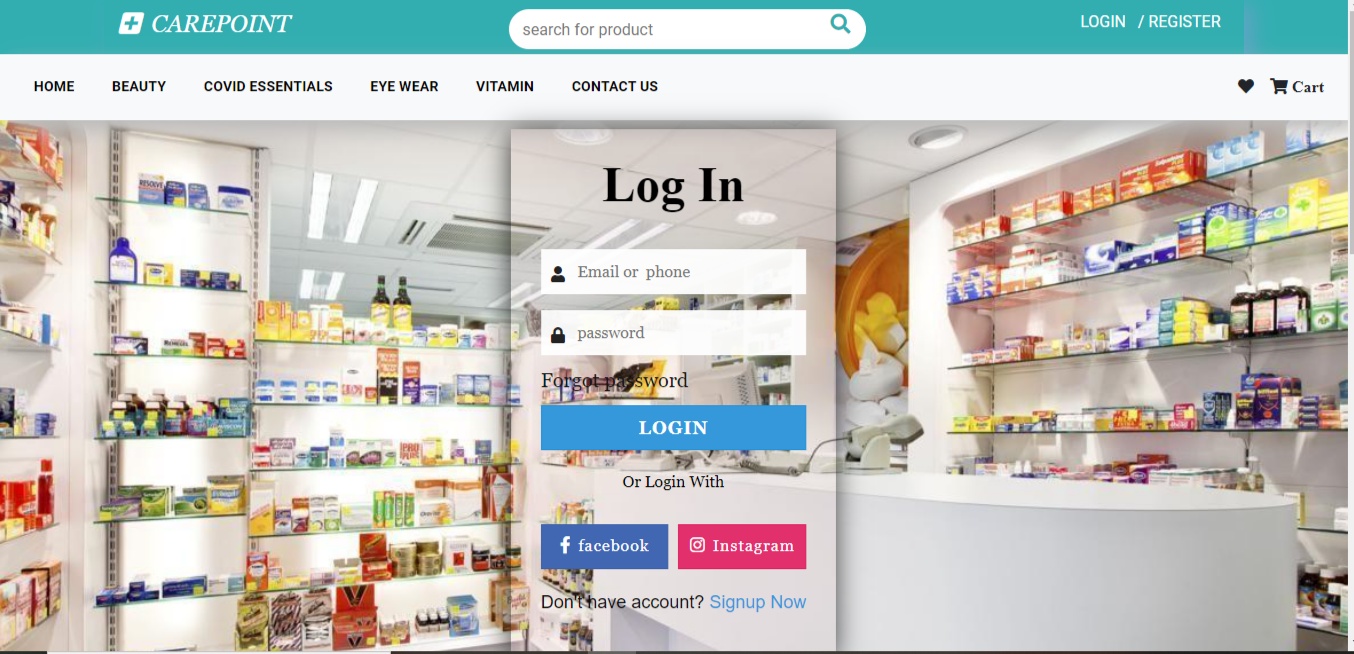 CAREPOINT
search for product
LOGIN / REGISTER
HOME BEAUTY COVID ESSENTIALS EYE WEAR VITAMIN CONTACT US
Cart
Log In
Email or phone
password
Forgot password
LOGIN
Or Login With
facebook Instagram
Don't have account? Signup Now